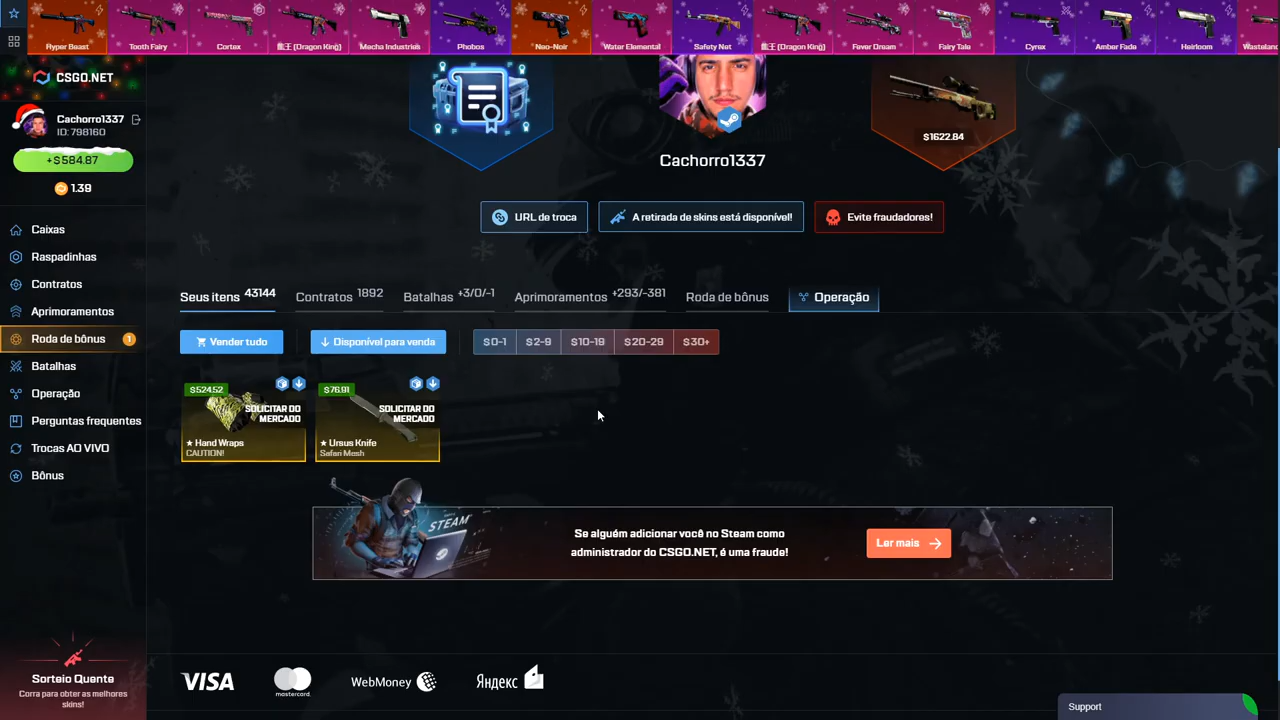 Hyper Beast
Tooth Fairy
Cortex
龍王 (Dragon King)
Mecha Industries
Phobos
Neo-Noir
Water Elemental
Safety Net
龍王 (Dragon King)
Fever Dream
Fairy Tale
Cyrex
Amber Fade
Heirloom
Wasteland
CSGO.NET
Cachorro1337
ID: 798160
+$584.87
1.39
Caixas
Raspadinhas
Contratos
Aprimoramentos
Roda de bônus 1
Batalhas
Operação
Perguntas frequentes
Trocas AO VIVO
Bônus
Sorteio Quente
Corra para obter as melhores
skins!
$1622.84
Cachorro1337
URL de troca
A retirada de skins está disponível!
Evite fraudadores!
Seus itens 43144
Contratos 1892
Batalhas +3/0/-1
Aprimoramentos +293/-381
Roda de bônus
Operação
Vender tudo
Disponível para venda
$0-1
$2-9
$10-19
$20-29
$30+
$524.52
SOLICITAR DO
MERCADO
★ Hand Wraps
CAUTION!
$76.91
SOLICITAR DO
MERCADO
★ Ursus Knife
Safari Mesh
STEAM
Se alguém adicionar você no Steam como
administrador do CSGO.NET, é uma fraude!
Ler mais
VISA
mastercard
WebMoney
Яндекс
Support